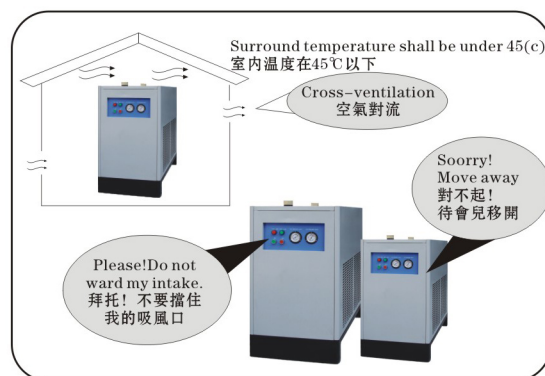 Surround temperature shall be under 45(c)
室内溫度在45℃以下
Cross-ventilation
空氣對流
Soorry!
Move away
對不起!
待會兒移開
Please!Do not
ward my intake.
拜托! 不要擋住
我的吸風口